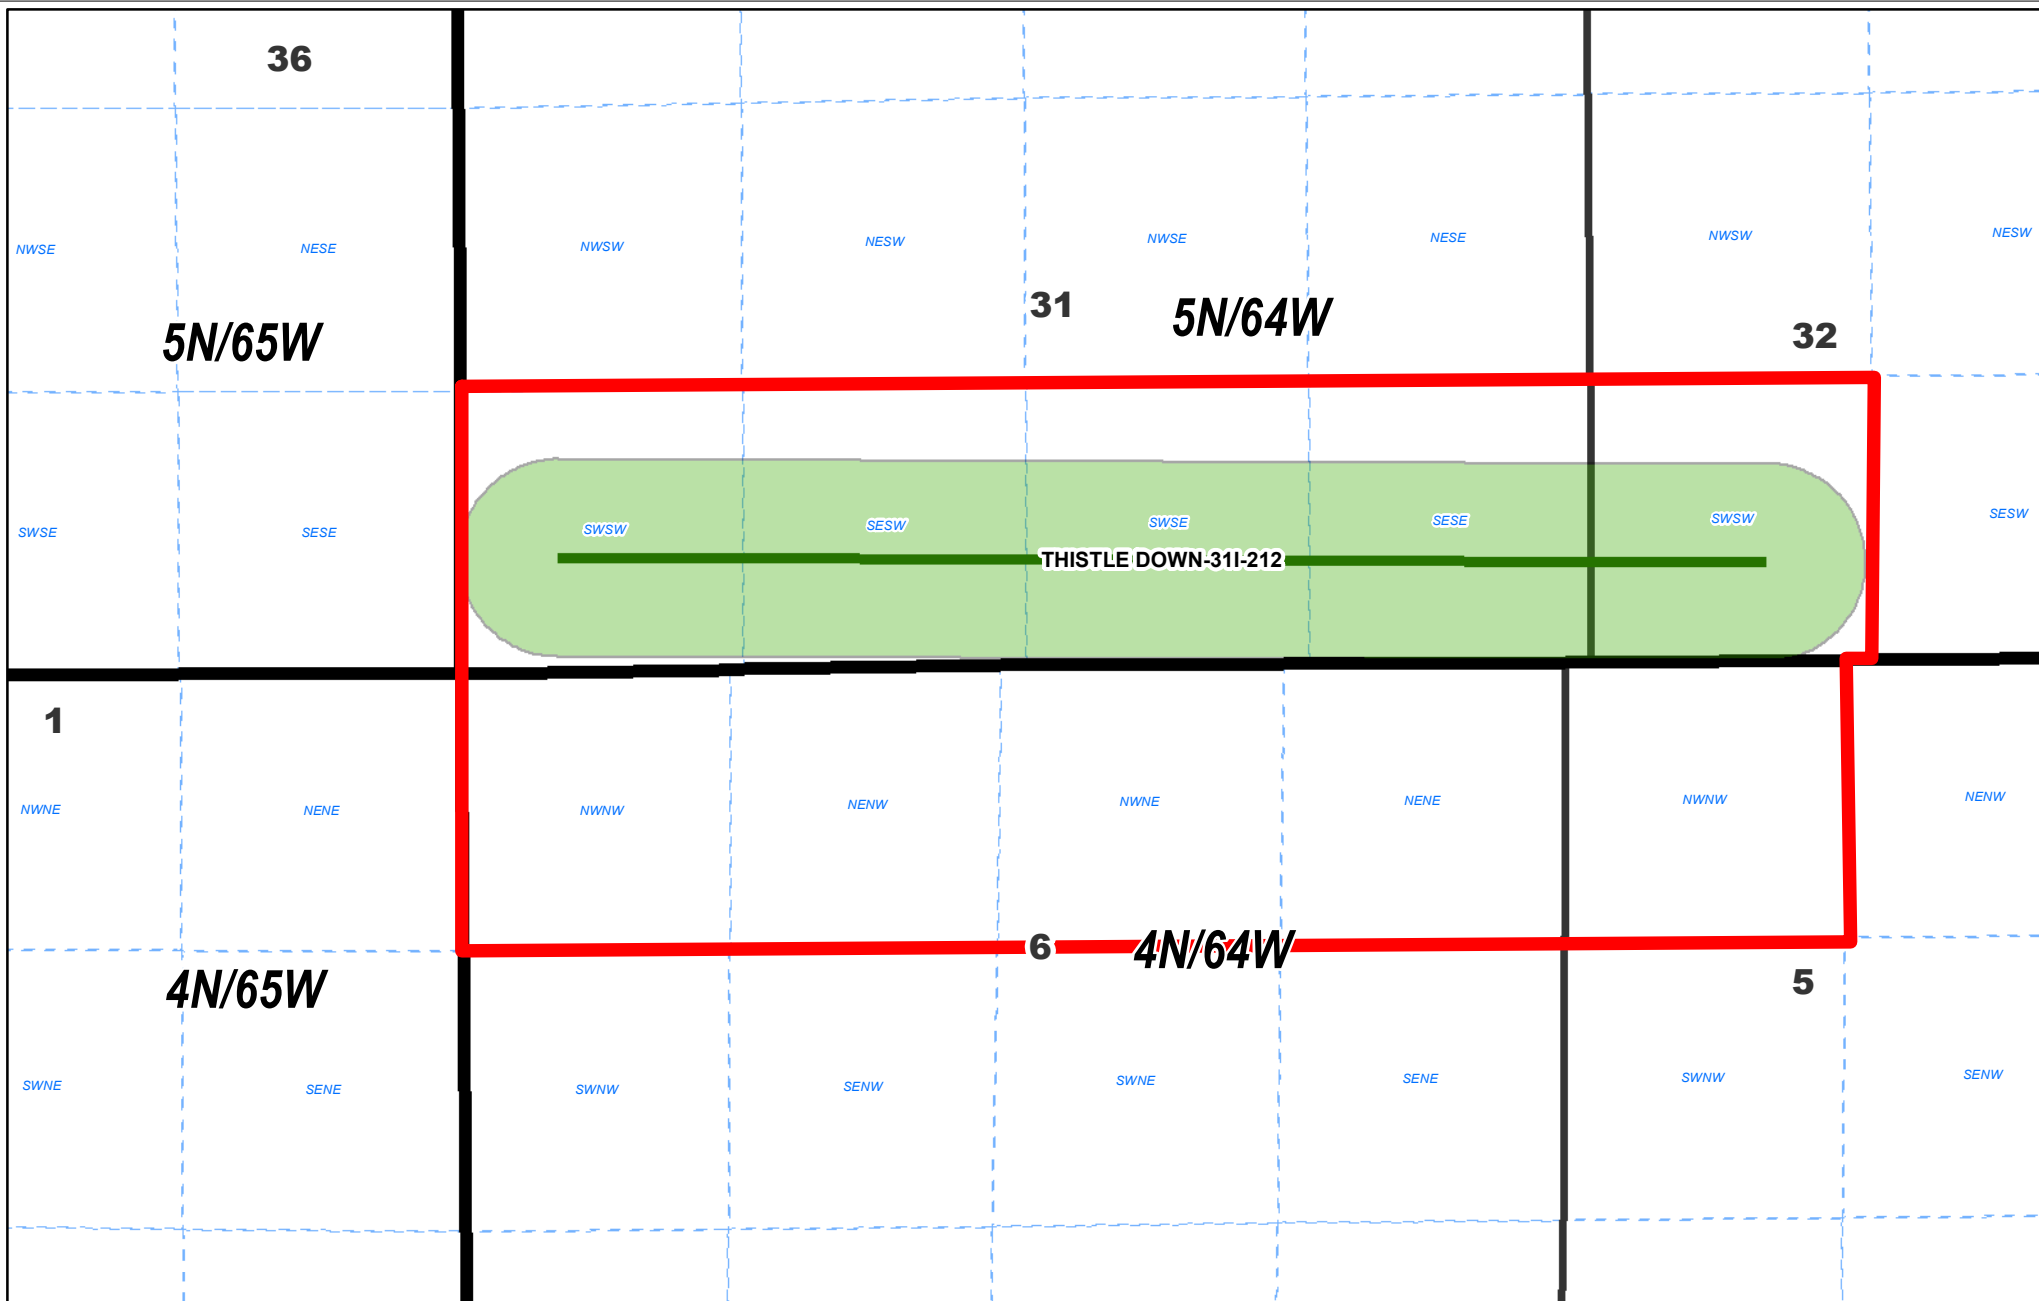 36
NWSE NESE NWSW NESW NWSE NESE NWSW NESW
31
5N/65W 5N/64W 32
SWSE SESE SWSW SESW SWSE SESE SWSW SESW
THISTLE DOWN-31I-212
1
NWNE NENE NWNW NENW NWNE NENE NWNW NENW
6 4N/64W
4N/65W 5
SWNE SENE SWNW SENW SWNE SENE SWNW SENW